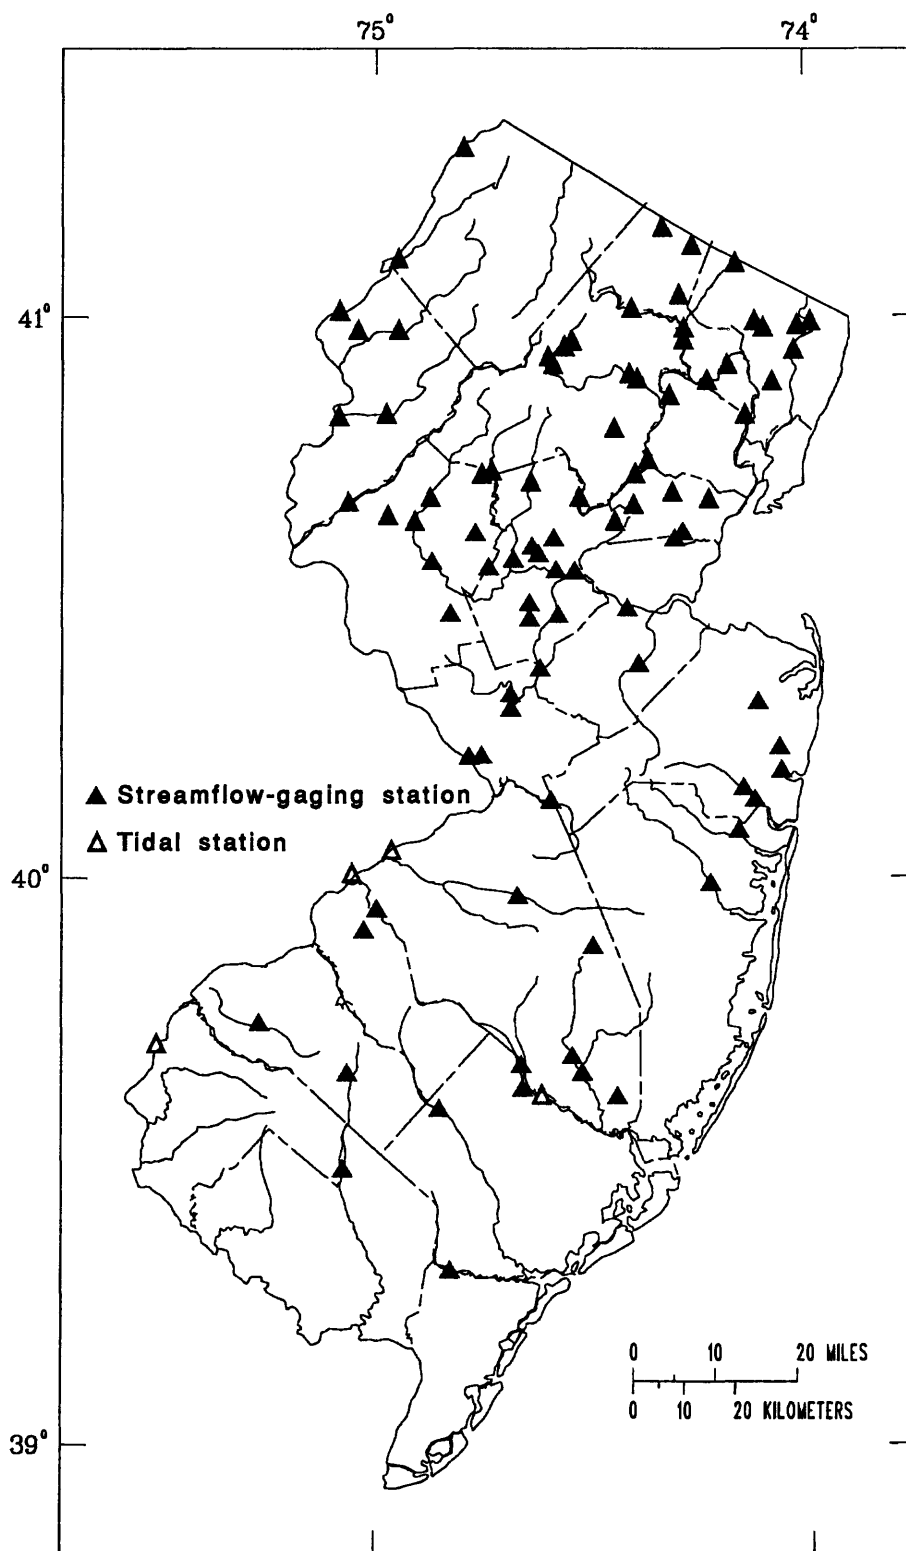 75° 74°
41°
▲ Streamflow-gaging station
△ Tidal station
40°
0 10 20 MILES
0 10 20 KILOMETERS
39°